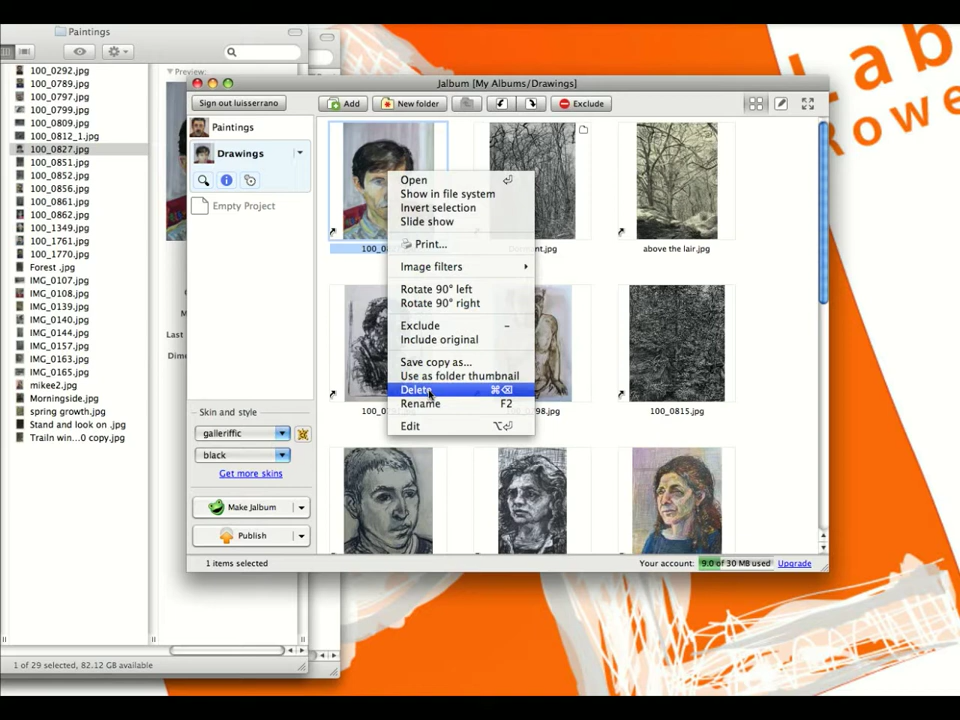 Paintings
Preview:
100_0292.jpg
100_0789.jpg
100_0797.jpg
100_0799.jpg
100_0809.jpg
100_0812_1.jpg
100_0827.jpg
100_0851.jpg
100_0852.jpg
100_0856.jpg
100_0861.jpg
100_0862.jpg
100_1349.jpg
100_1761.jpg
100_1770.jpg
Forest .jpg
IMG_0107.jpg
IMG_0108.jpg
IMG_0139.jpg
IMG_0140.jpg
IMG_0144.jpg
IMG_0157.jpg
IMG_0163.jpg
IMG_0165.jpg
mikee2.jpg
Morningside.jpg
spring growth.jpg
Stand and look on .jpg
Trailn win...0 copy.jpg
Last
Dime
1 of 29 selected, 82.12 GB available
Jalbum [My Albums/Drawings]
Sign out luisserrano
Add
New folder
Exclude
Paintings
Drawings
Empty Project
Skin and style
galleriffic
black
Get more skins
Make Jalbum
Publish
above the lair.jpg
100_0815.jpg
Open
Show in file system
Invert selection
Slide show
Print...
Image filters
Rotate 90° left
Rotate 90° right
Exclude –
Include original
Save copy as...
Use as folder thumbnail
Delete ⌘⌫
Rename F2
Edit ⌥⏎
1 items selected
Your account: 9.0 of 30 MB used Upgrade